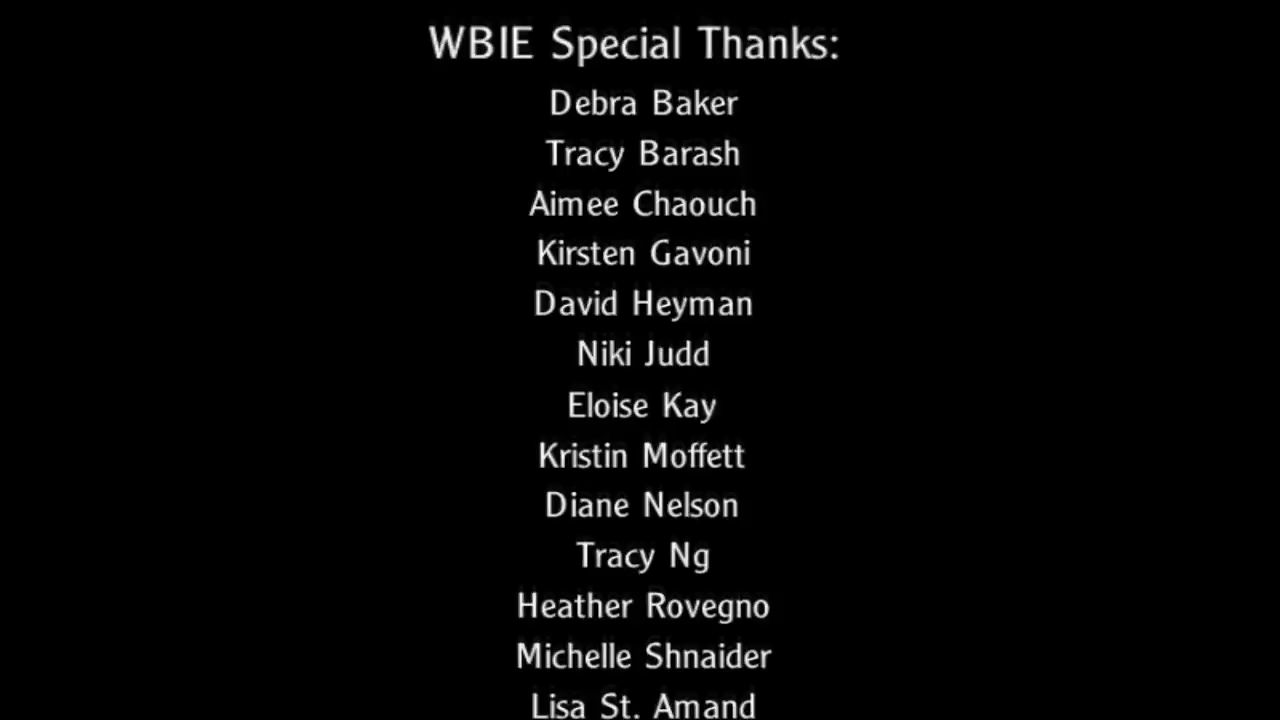 WBIE Special Thanks:
Debra Baker
Tracy Barash
Aimee Chaouch
Kirsten Gavoni
David Heyman
Niki Judd
Eloise Kay
Kristin Moffett
Diane Nelson
Tracy Ng
Heather Rovegno
Michelle Shnaider
Lisa St. Amand